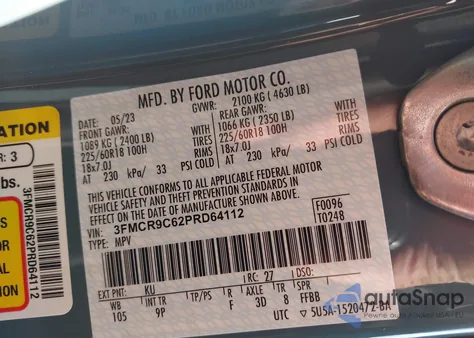 MFD. BY FORD MOTOR CO.
DATE: 05/23
GVWR: 2100 KG (4630 LB)
FRONT GAWR:
1089 KG (2400 LB)
225/60R18 100H
18x7.0J
AT 230 kPa/ 33
TIRES
RIMS
PSI COLD
REAR GAWR:
1066 KG (2350 LB)
225/60R18 100H
18x7.0J
AT 230 kPa/ 33
TIRES
RIMS
PSI COLD
THIS VEHICLE CONFORMS TO ALL APPLICABLE FEDERAL MOTOR
VEHICLE SAFETY AND THEFT PREVENTION STANDARDS IN
EFFECT ON THE DATE OF MANUFACTURE SHOWN ABOVE.
VIN: 3FMCR9C62PRD64112
TYPE: MPV
F0096
T0248
EXT PNT: KU
RC: 27
DSO:
WB
INT TR
TP/PS
R
AXLE
TR
SPR
105
9P
F
3D
8
FFBB
UTC
5U5A-1520472-BA
ATION
R: 3
lbs.
3FMCR9C62PRD64112
autoSnap